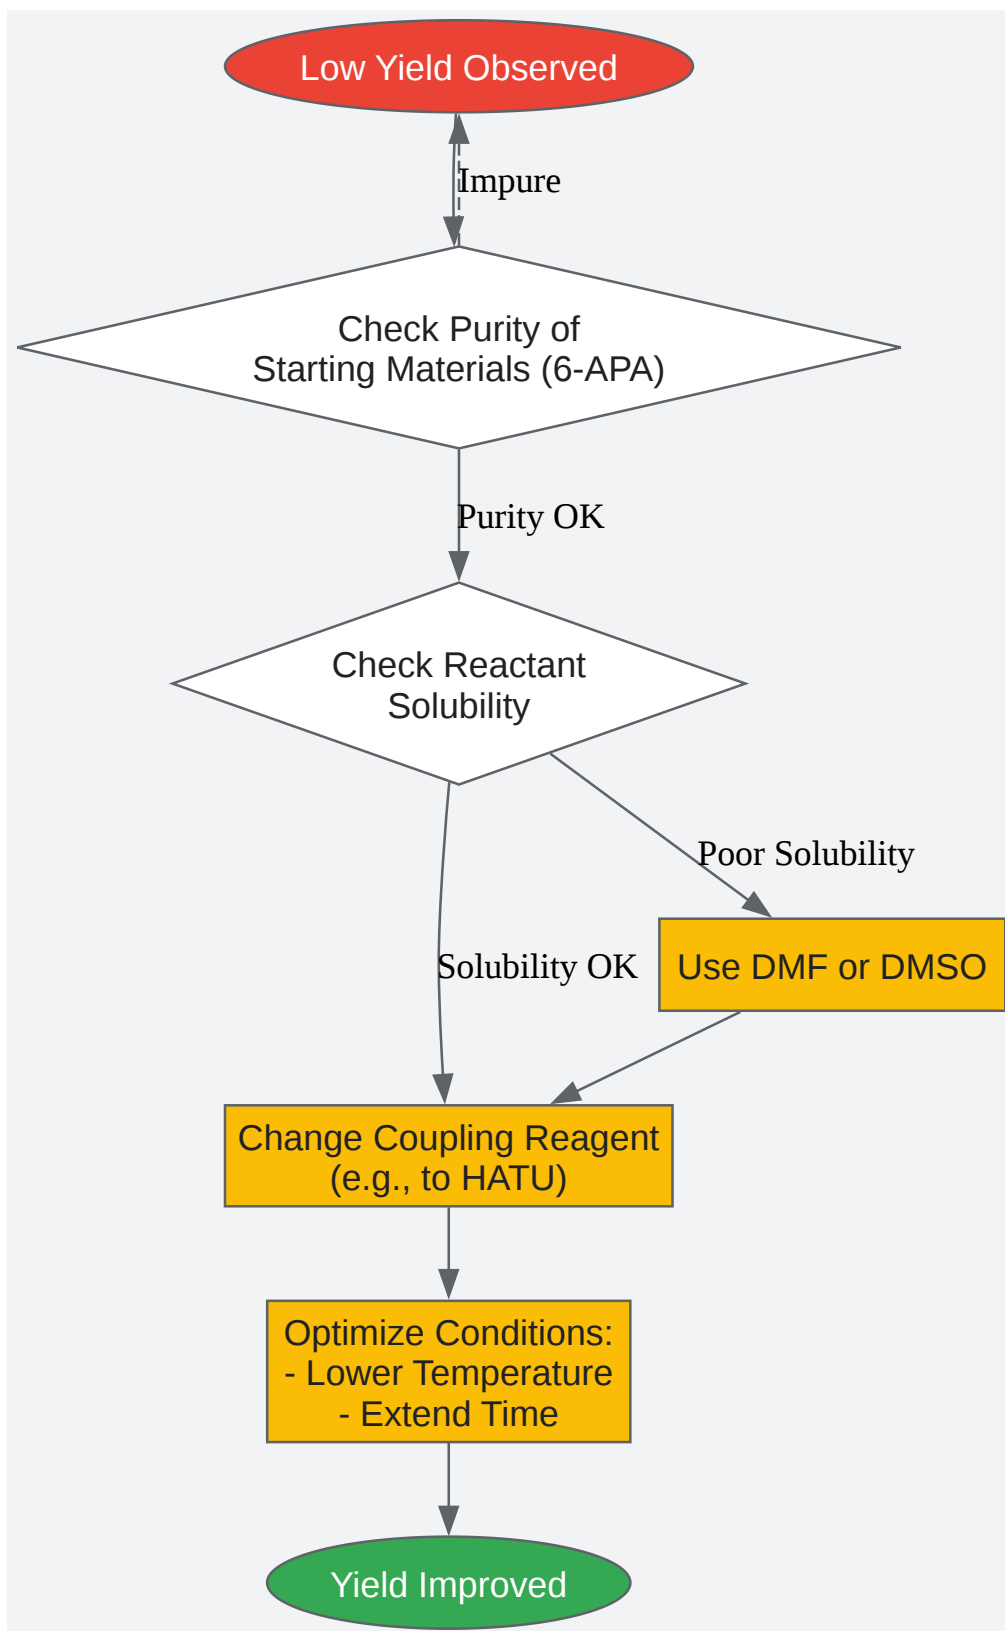 Low Yield Observed
Impure
Check Purity of
Starting Materials (6-APA)
Purity OK
Check Reactant
Solubility
Poor Solubility
Solubility OK
Use DMF or DMSO
Change Coupling Reagent
(e.g., to HATU)
Optimize Conditions:
- Lower Temperature
- Extend Time
Yield Improved